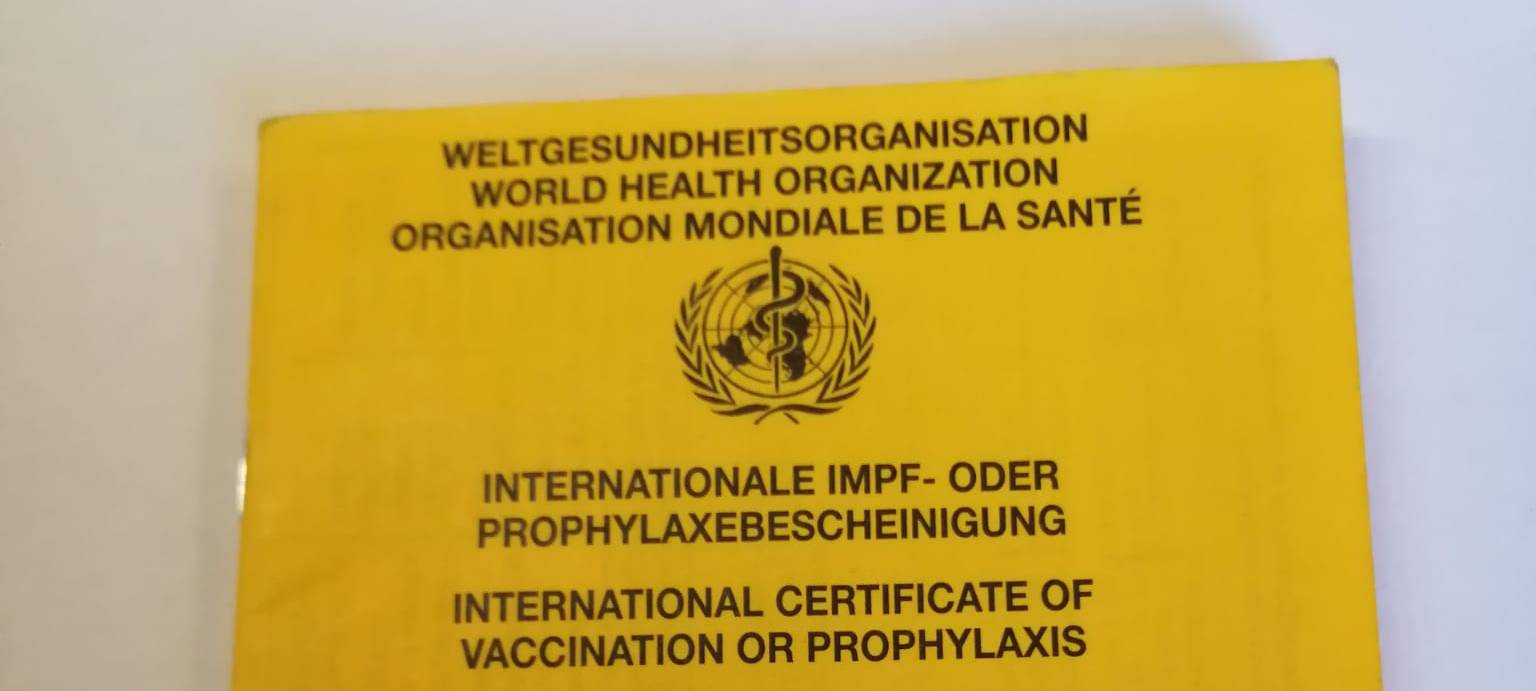 WELTGESUNDHEITSORGANISATION
WORLD HEALTH ORGANIZATION
ORGANISATION MONDIALE DE LA SANTÉ
INTERNATIONALE IMPF- ODER
PROPHYLAXEBESCHEINIGUNG
INTERNATIONAL CERTIFICATE OF
VACCINATION OR PROPHYLAXIS